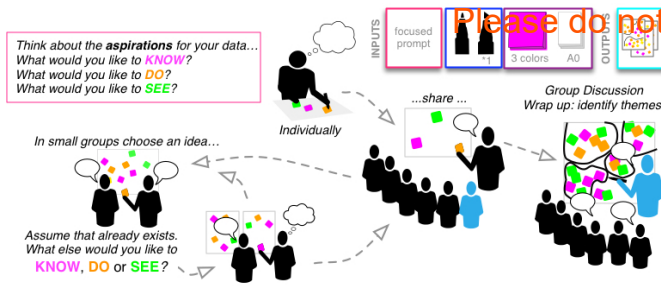 Think about the aspirations for your data…
What would you like to KNOW?
What would you like to DO?
What would you like to SEE?
Individually
INPUTS
focused
prompt
*1
3 colors
A0
OUTPUTS
Please do not
...share ...
Group Discussion
Wrap up: identify themes
In small groups choose an idea…
Assume that already exists.
What else would you like to
KNOW, DO or SEE?